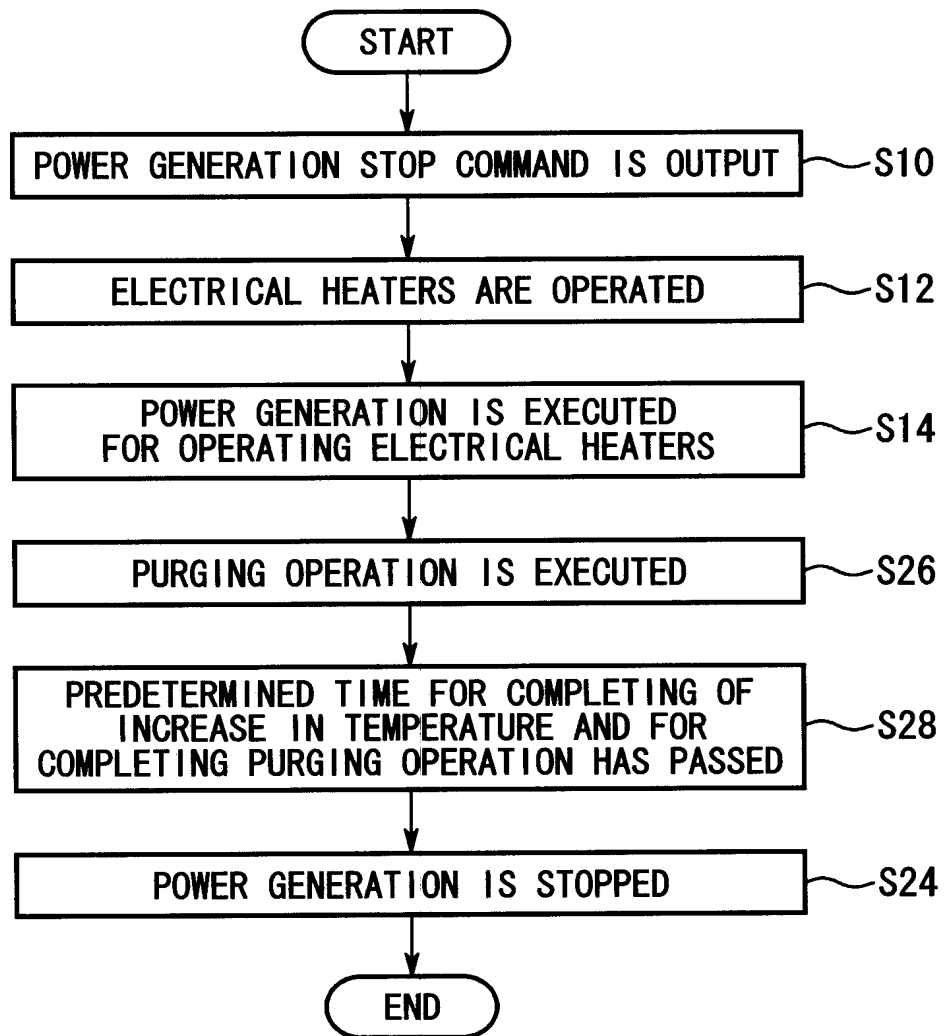 START
POWER GENERATION STOP COMMAND IS OUTPUT
S10
ELECTRICAL HEATERS ARE OPERATED
S12
POWER GENERATION IS EXECUTED
FOR OPERATING ELECTRICAL HEATERS
S14
PURGING OPERATION IS EXECUTED
S26
PREDETERMINED TIME FOR COMPLETING OF
INCREASE IN TEMPERATURE AND FOR
COMPLETING PURGING OPERATION HAS PASSED
S28
POWER GENERATION IS STOPPED
S24
END